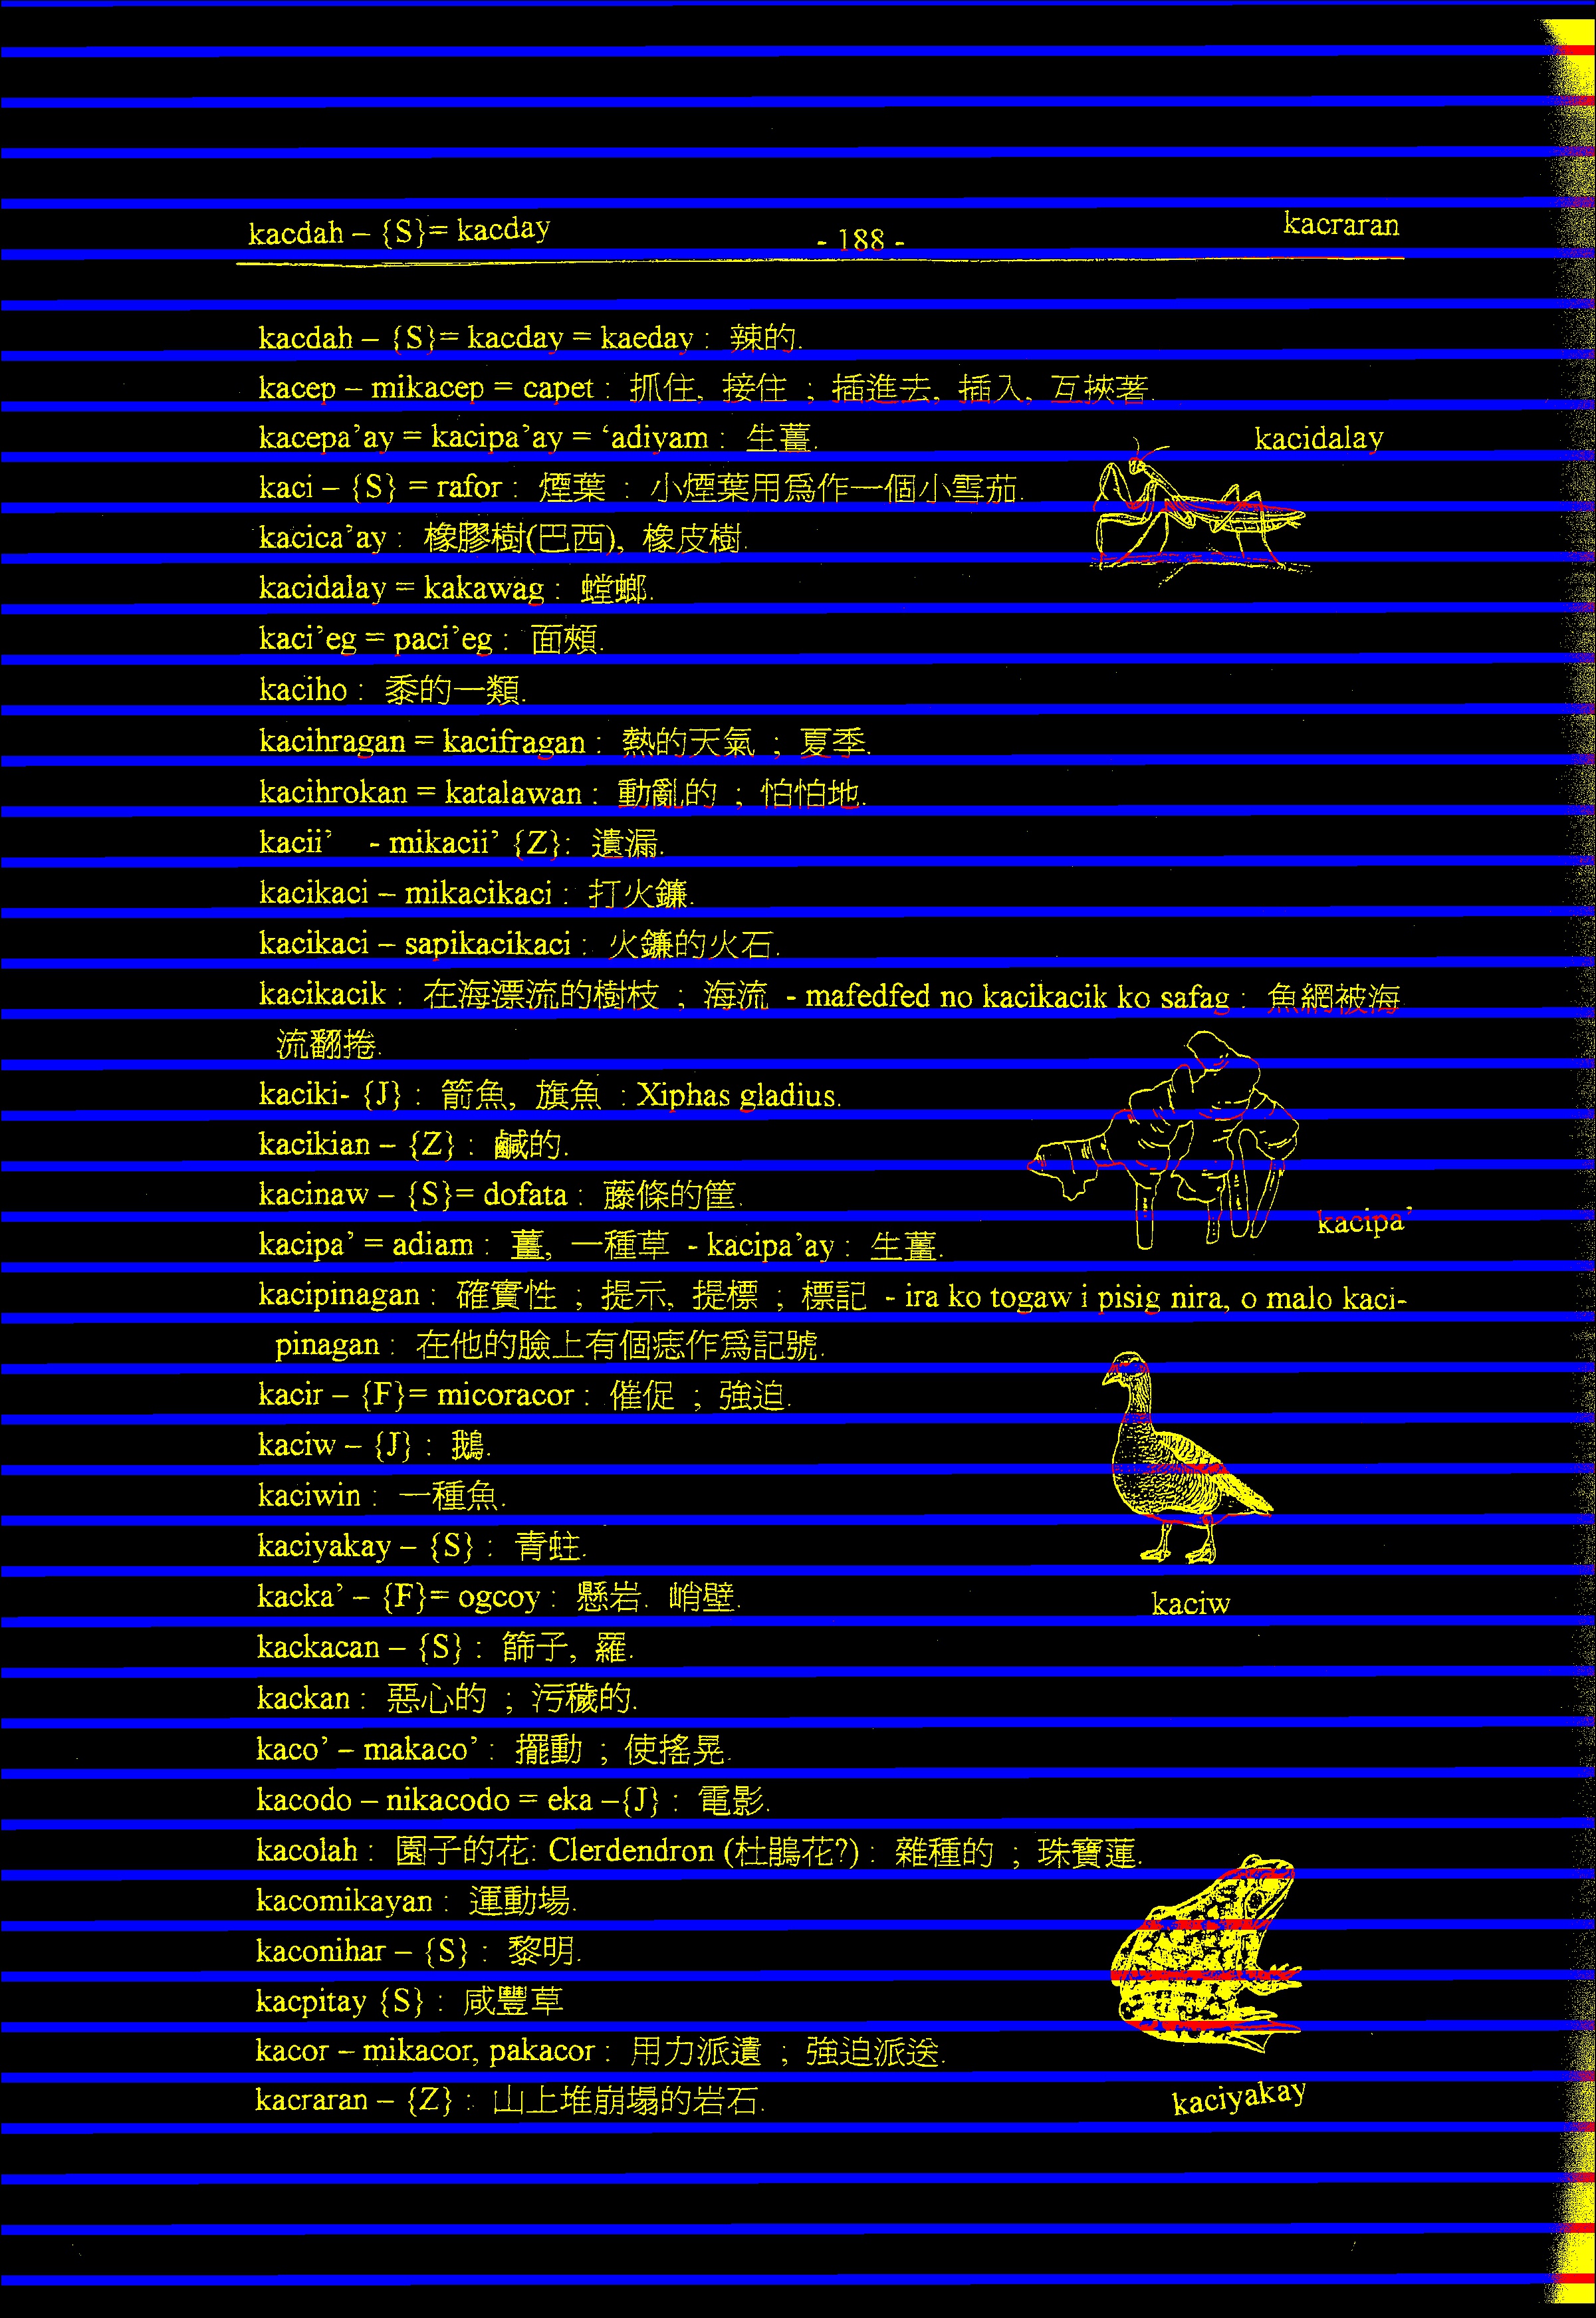 kacdah – {S}= kacday
- 188 -
kacraran
kacdah – {S}= kacday = kaeday : 辣的.
kacep – mikacep = capet : 抓住, 接住 ; 插進去, 插入, 互挾著.
kacepa’ay = kacipa’ay = ‘adiyam : 生薑.
kacidalay
kaci – {S} = rafor : 煙葉 : 小煙葉用爲作一個小雪茄.
kacica’ay : 橡膠樹(巴西), 橡皮樹.
kacidalay = kakawag : 螳螂.
kaci’eg = paci’eg : 面頰.
kaciho : 黍的一類.
kacihragan = kacifragan : 熱的天氣 ; 夏季.
kacihrokan = katalawan : 動亂的 ; 怕怕地.
kacii’ - mikacii’ {Z}: 遺漏.
kacikaci – mikacikaci : 打火鐮.
kacikaci – sapikacikaci : 火鐮的火石.
kacikacik : 在海漂流的樹枝 ; 海流 - mafedfed no kacikacik ko safag : 魚網被海
流翻捲.
kaciki- {J} : 箭魚, 旗魚 : Xiphas gladius.
kacikian – {Z} : 鹹的.
kacinaw – {S}= dofata : 藤條的筐.
kacipa’
kacipa’ = adiam : 薑, 一種草 - kacipa’ay : 生薑.
kacipinagan : 確實性 ; 提示, 提標 ; 標記 - ira ko togaw i pisig nira, o malo kaci-
pinagan : 在他的臉上有個痣作爲記號.
kacir – {F}= micoracor : 催促 ; 強迫.
kaciw – {J} : 鵝.
kaciwin : 一種魚.
kaciyakay – {S} : 青蛙.
kacka’ – {F}= ogcoy : 懸岩. 峭壁.
kaciw
kackacan – {S} : 篩子, 羅.
kackan : 惡心的 ; 污穢的.
kaco’ – makaco’ : 擺動 ; 使搖晃.
kacodo – nikacodo = eka –{J} : 電影.
kacolah : 園子的花: Clerdendron (杜鵑花?) : 雜種的 ; 珠寶蓮.
kacomikayan : 運動場.
kaconihar – {S} : 黎明.
kacpitay {S} : 咸豐草
kacor – mikacor, pakacor : 用力派遣 ; 強迫派送.
kacraran – {Z} : 山上堆崩塌的岩石.
kaciyakay